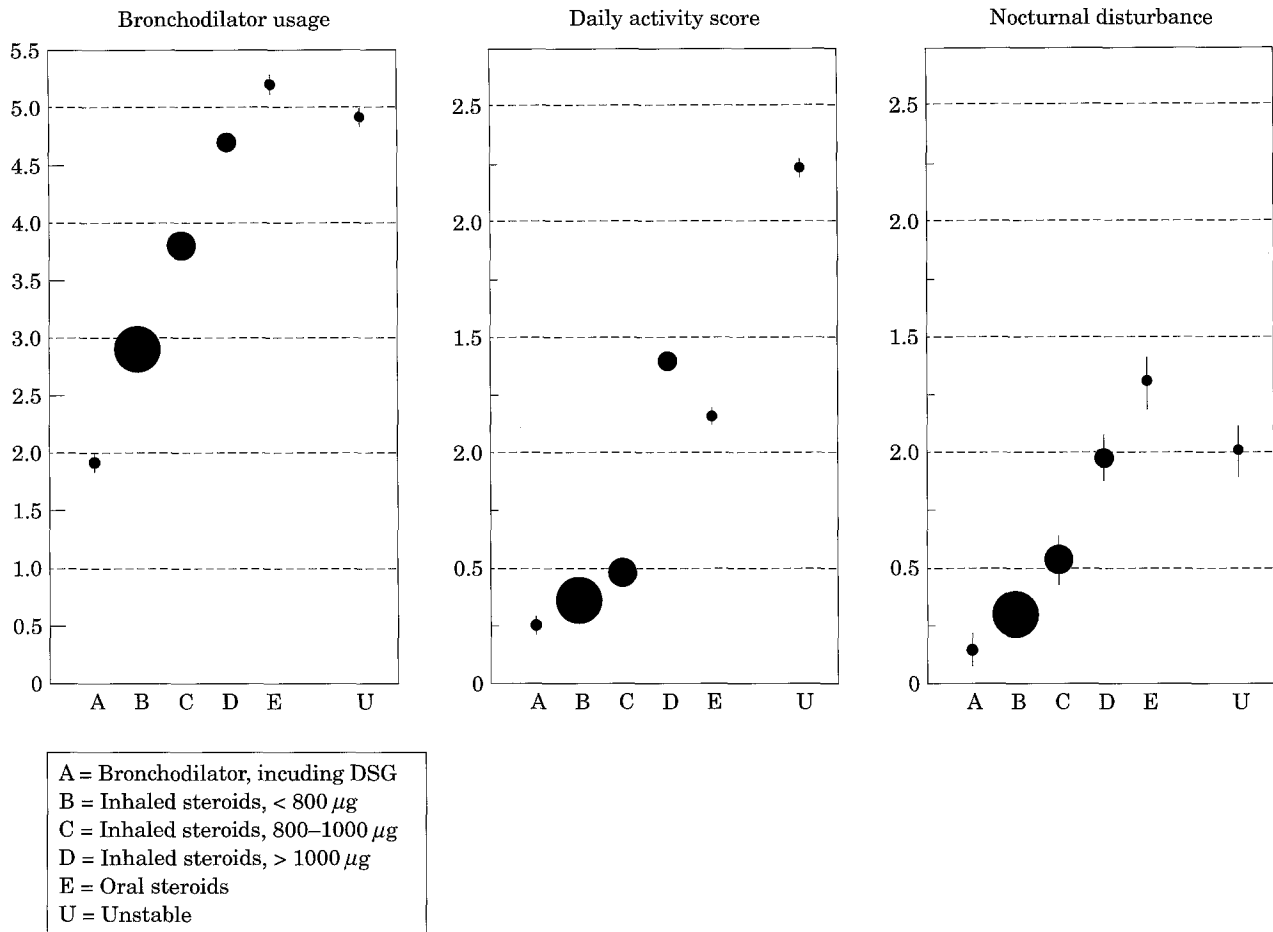 Bronchodilator usage
5.5
5.0
4.5
4.0
3.5
3.0
2.5
2.0
1.5
1.0
0.5
0
A B C D E U
Daily activity score
2.5
2.0
1.5
2.0
0.5
0
A B C D E U
Nocturnal disturbance
2.5
2.0
1.5
2.0
0.5
0
A B C D E U
A = Bronchodilator, incuding DSG
B = Inhaled steroids, < 800 μg
C = Inhaled steroids, 800–1000 μg
D = Inhaled steroids, > 1000 μg
E = Oral steroids
U = Unstable